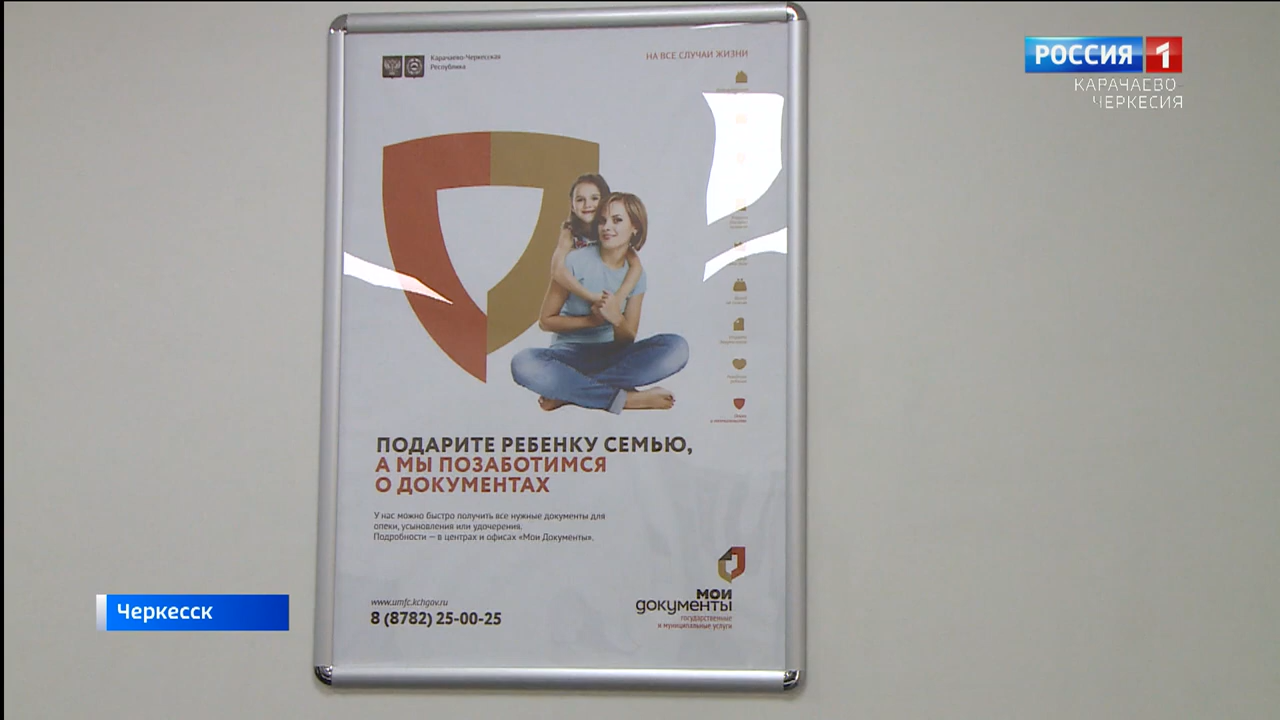 Карачаево-Черкесская
Республика
НА ВСЕ СЛУЧАИ ЖИЗНИ
РОССИЯ 1
КАРАЧАЕВО-
ЧЕРКЕСИЯ
ПОДАРИТЕ РЕБЕНКУ СЕМЬЮ,
А МЫ ПОЗАБОТИМСЯ
О ДОКУМЕНТАХ
У нас можно быстро получить все нужные документы для
опеки, усыновления или удочерения.
Подробности — в центрах и офисах «Мои Документы».
www.umfc.kchgov.ru
8 (8782) 25-00-25
мои
документы
государственные
и муниципальные услуги
Черкесск